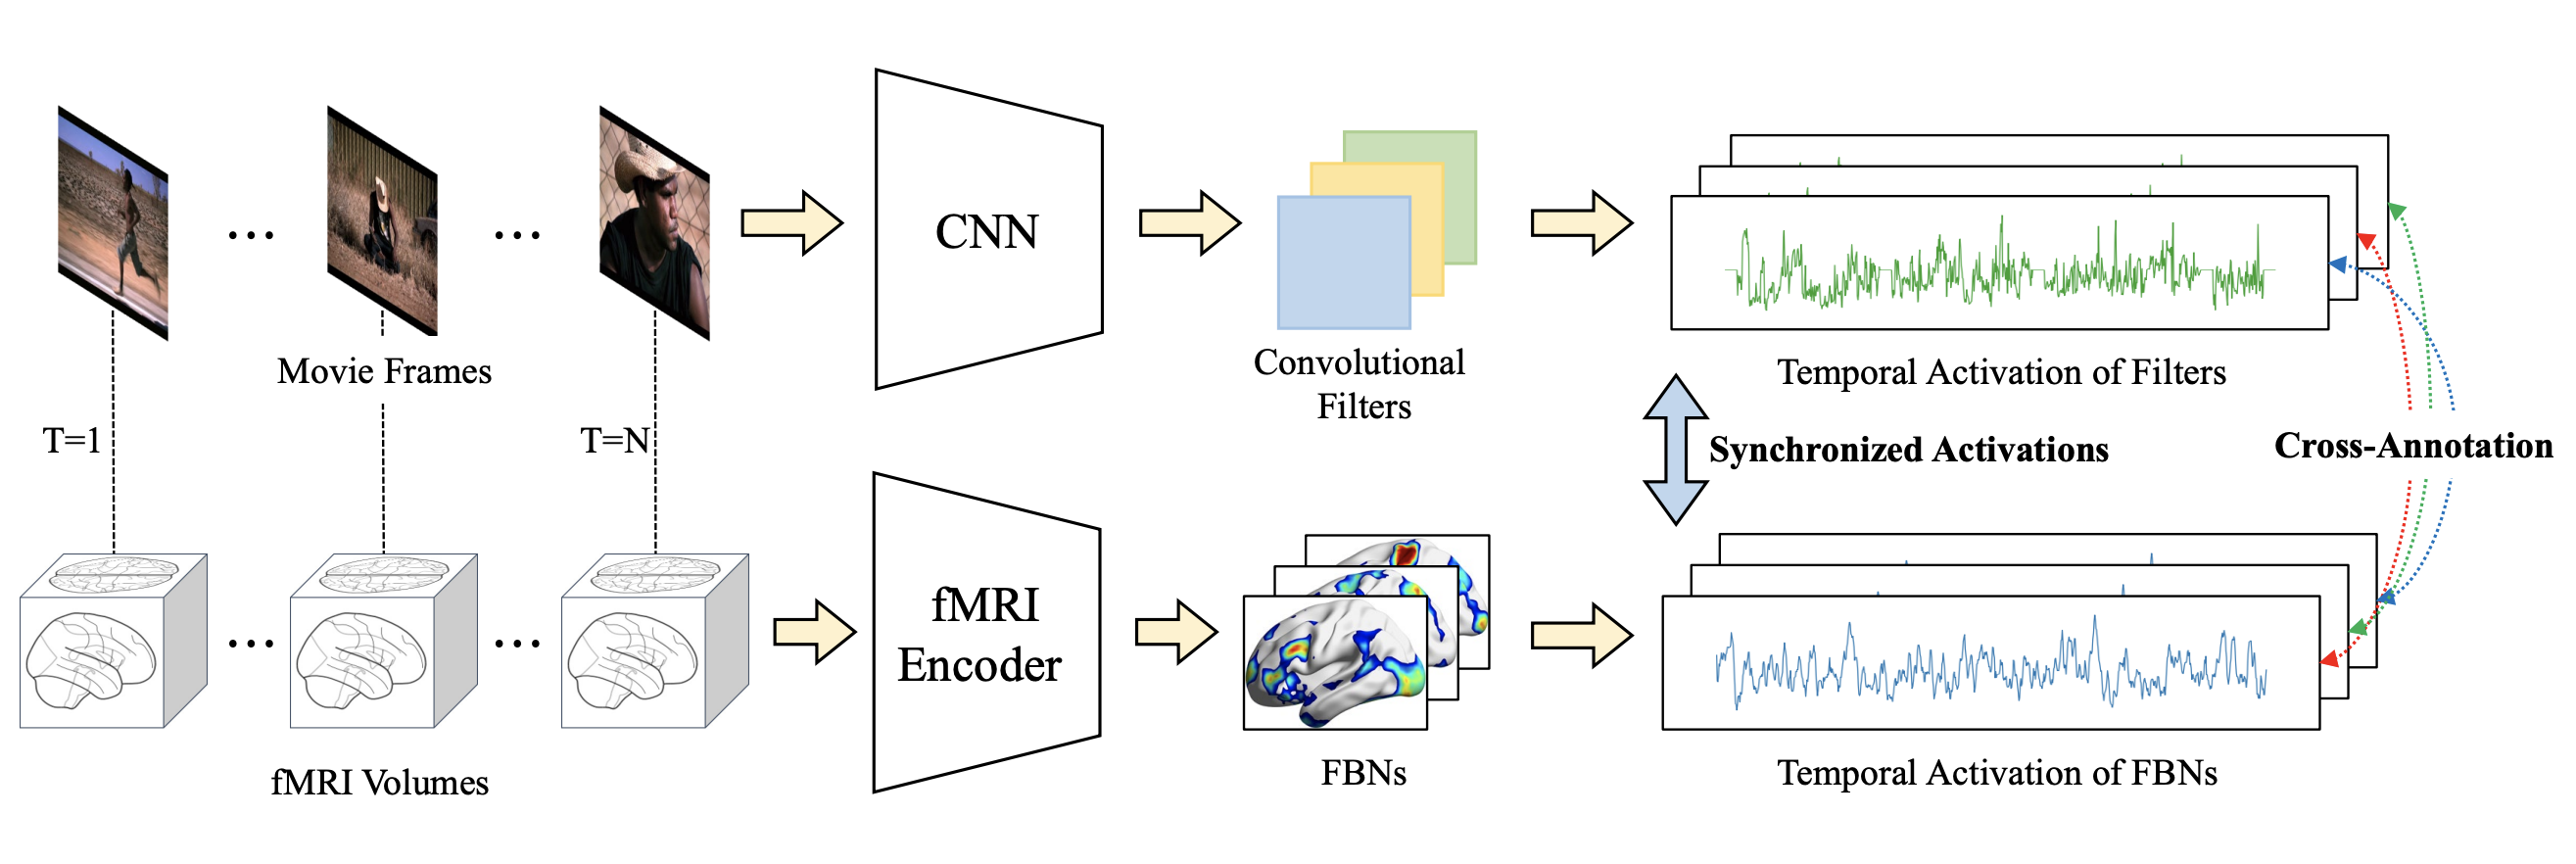 CNN
Convolutional
Filters
Movie Frames
Temporal Activation of Filters
T=1
T=N
Synchronized Activations
Cross-Annotation
fMRI
Encoder
fMRI Volumes
FBNs
Temporal Activation of FBNs